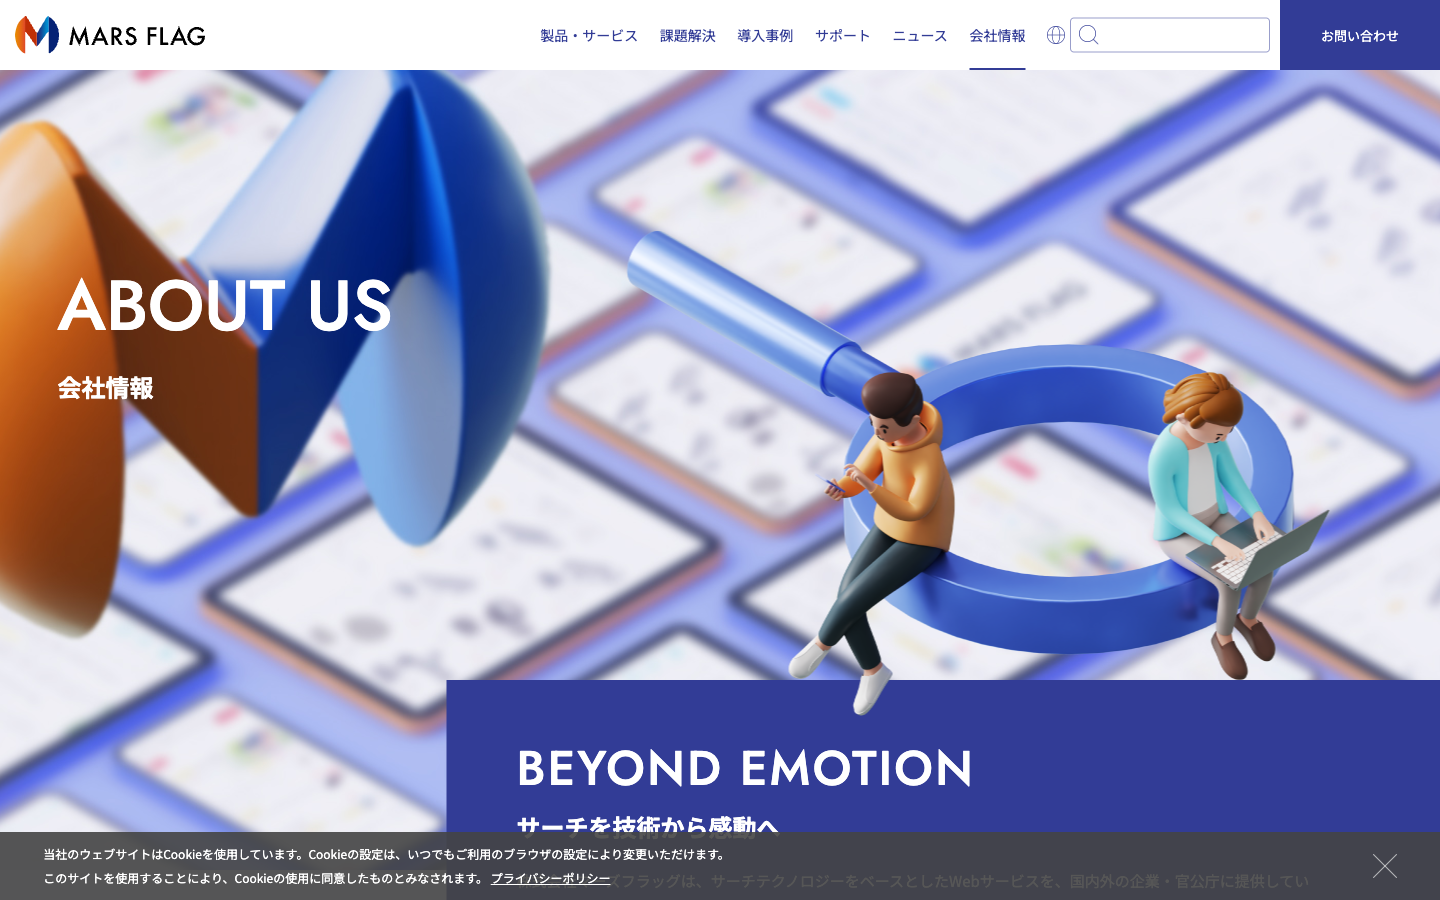 MARS FLAG
製品・サービス
課題解決
導入事例
サポート
ニュース
会社情報
お問い合わせ
MARS FLAG
ABOUT US
会社情報
BEYOND EMOTION
サーチを技術から感動へ
当社のウェブサイトはCookieを使用しています。Cookieの設定は、いつでもご利用のブラウザの設定により変更いただけます。
このサイトを使用することにより、Cookieの使用に同意したものとみなされます。 プライバシーポリシー
ズフラッグは、サーチテクノロジーをベースとしたWebサービスを、国内外の企業・官公庁に提供してい